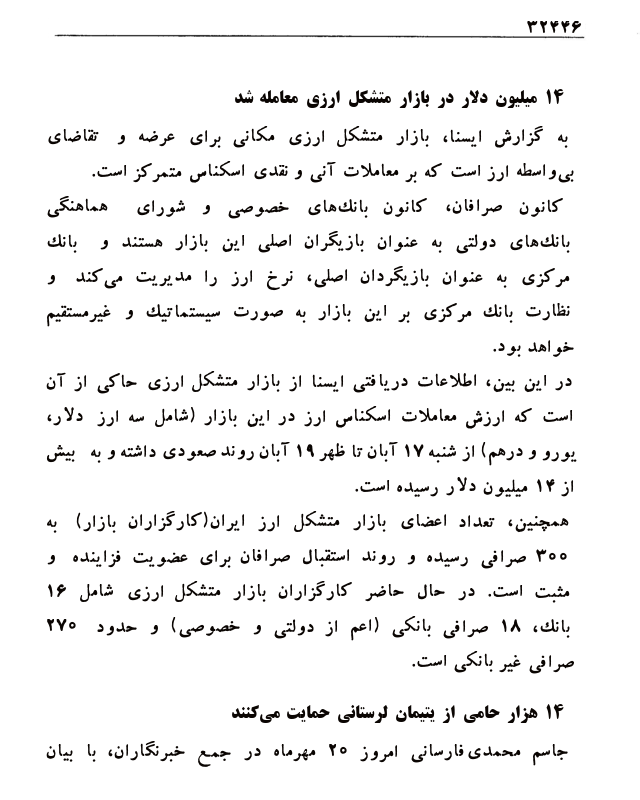 ۳۲۴۴۶
۱۴ میلیون دلار در بازار متشکل ارزی معامله شد
به گزارش ایسنا، بازار متشکل ارزی مکانی برای عرضه و تقاضای
بی‌واسطه ارز است که بر معاملات آنی و نقدی اسکناس متمرکز است.
کانون صرافان، کانون بانك‌های خصوصی و شورای هماهنگی
بانك‌های دولتی به عنوان بازیگران اصلی این بازار هستند و بانك
مرکزی به عنوان بازیگردان اصلی، نرخ ارز را مدیریت می‌کند و
نظارت بانك مرکزی بر این بازار به صورت سیستماتیك و غیرمستقیم
خواهد بود.
در این بین، اطلاعات دریافتی ایسنا از بازار متشکل ارزی حاکی از آن
است که ارزش معاملات اسکناس ارز در این بازار (شامل سه ارز دلار،
یورو و درهم) از شنبه ۱۷ آبان تا ظهر ۱۹ آبان روند صعودی داشته و به بیش
از ۱۴ میلیون دلار رسیده است.
همچنین، تعداد اعضای بازار متشکل ارز ایران(کارگزاران بازار) به
۳۰۰ صرافی رسیده و روند استقبال صرافان برای عضویت فزاینده و
مثبت است. در حال حاضر کارگزاران بازار متشکل ارزی شامل ۱۶
بانك، ۱۸ صرافی بانکی (اعم از دولتی و خصوصی) و حدود ۲۷۰
صرافی غیر بانکی است.
۱۴ هزار حامی از یتیمان لرستانی حمایت می‌کنند
جاسم محمدی‌فارسانی امروز ۲۰ مهرماه در جمع خبرنگاران، با بیان